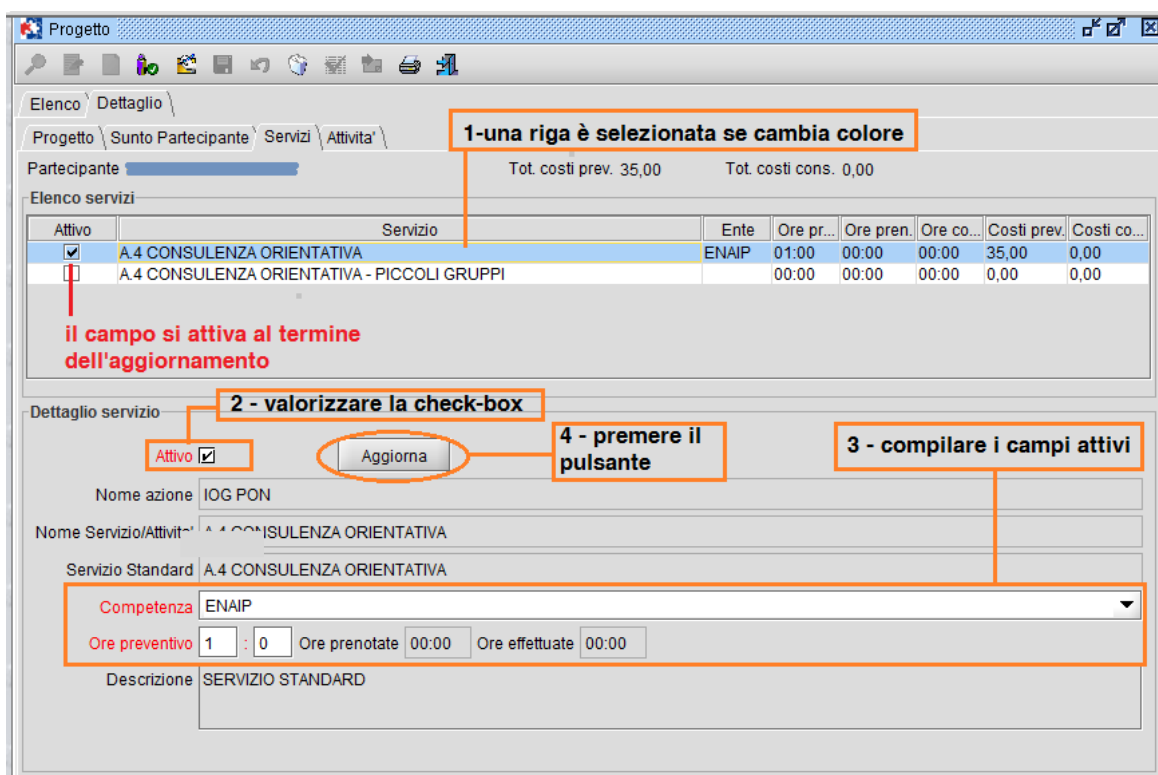 Progetto
Elenco Dettaglio
Progetto Sunto Partecipante Servizi Attivita'
1-una riga è selezionata se cambia colore
Partecipante Tot. costi prev. 35,00 Tot. costi cons. 0,00
Elenco servizi
Attivo Servizio Ente Ore pr... Ore pren. Ore co... Costi prev. Costi co...
A.4 CONSULENZA ORIENTATIVA ENAIP 01:00 00:00 00:00 35,00 0,00
A.4 CONSULENZA ORIENTATIVA - PICCOLI GRUPPI 00:00 00:00 00:00 0,00 0,00
il campo si attiva al termine
dell'aggiornamento
Dettaglio servizio
2 - valorizzare la check-box
4 - premere il
pulsante
3 - compilare i campi attivi
Attivo Aggiorna
Nome azione IOG PON
Nome Servizio/Attivita' A.4 CONSULENZA ORIENTATIVA
Servizio Standard A.4 CONSULENZA ORIENTATIVA
Competenza ENAIP
Ore preventivo 1 : 0 Ore prenotate 00:00 Ore effettuate 00:00
Descrizione SERVIZIO STANDARD